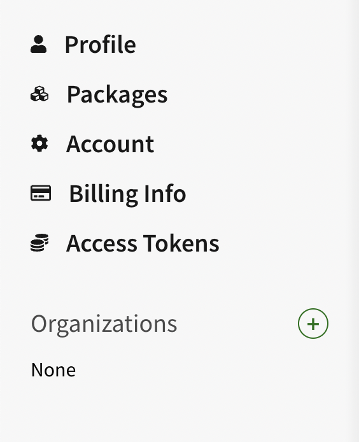 Profile
Packages
Account
Billing Info
Access Tokens
Organizations
None